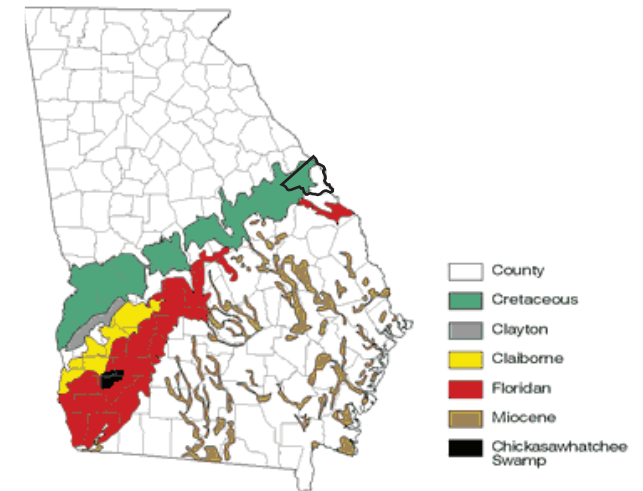 County
Cretaceous
Clayton
Claiborne
Floridan
Miocene
Chickasawhatchee
Swamp